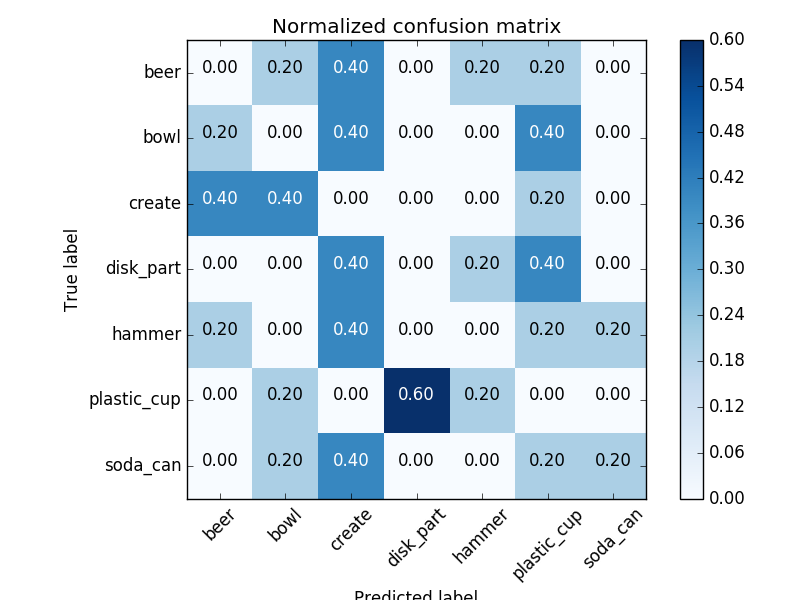 Normalized confusion matrix
beer 0.00 0.20 0.40 0.00 0.20 0.20 0.00
bowl 0.20 0.00 0.40 0.00 0.00 0.40 0.00
create 0.40 0.40 0.00 0.00 0.00 0.20 0.00
disk_part 0.00 0.00 0.40 0.00 0.20 0.40 0.00
hammer 0.20 0.00 0.40 0.00 0.00 0.20 0.20
plastic_cup 0.00 0.20 0.00 0.60 0.20 0.00 0.00
soda_can 0.00 0.20 0.40 0.00 0.00 0.20 0.20
True label
beer bowl create disk_part hammer plastic_cup soda_can
Predicted label
0.60
0.54
0.48
0.42
0.36
0.30
0.24
0.18
0.12
0.06
0.00